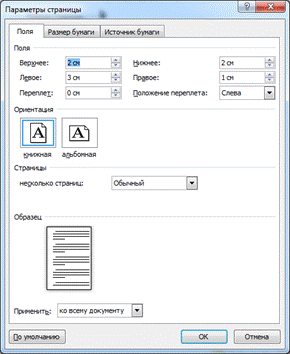 Параметры страницы
Поля Размер бумаги Источник бумаги
Поля
Верхнее: 2 см Нижнее: 2 см
Левое: 3 см Правое: 1 см
Переплет: 0 см Положение переплета: Слева
Ориентация
A A
книжная альбомная
Страницы
несколько страниц: Обычный
Образец
Применить: ко всему документу
По умолчанию ОК Отмена